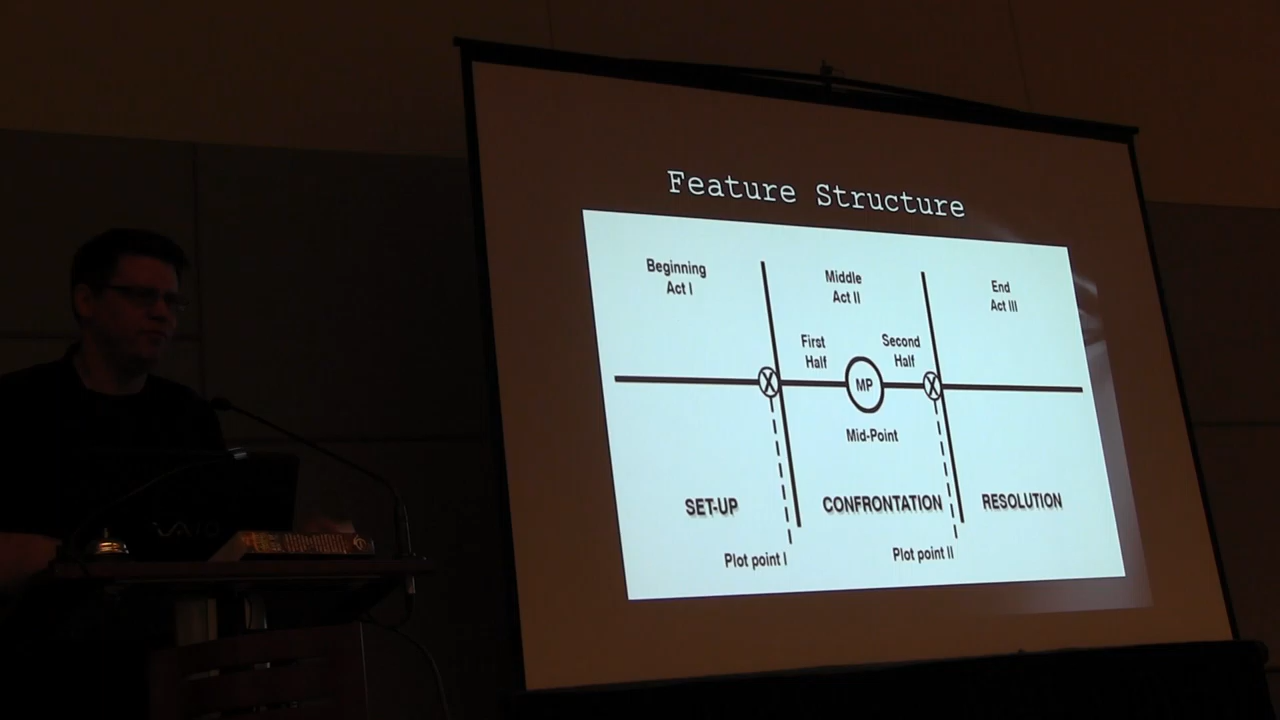 Feature Structure
Beginning
Act I
Middle
Act II
End
Act III
First
Half
Second
Half
X
MP
X
Mid-Point
SET-UP
CONFRONTATION
RESOLUTION
Plot point I
Plot point II
VAIO